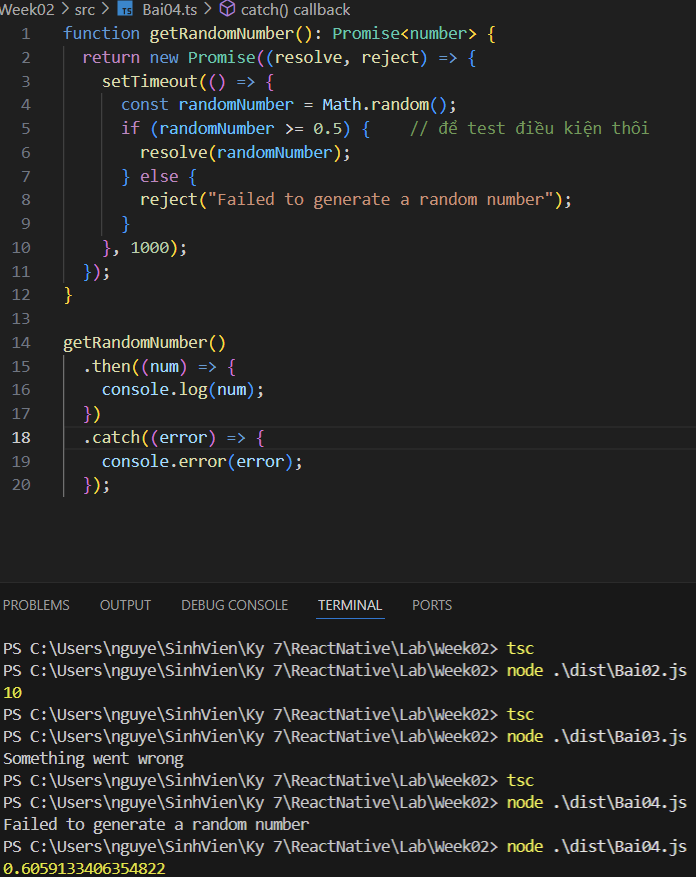 Week02 > src > TS Bai04.ts > catch() callback
1 function getRandomNumber(): Promise<number> {
2 return new Promise((resolve, reject) => {
3 setTimeout(() => {
4 const randomNumber = Math.random();
5 if (randomNumber >= 0.5) { // để test điều kiện thôi
6 resolve(randomNumber);
7 } else {
8 reject("Failed to generate a random number");
9 }
10 }, 1000);
11 });
12 }
13
14 getRandomNumber()
15 .then((num) => {
16 console.log(num);
17 })
18 .catch((error) => {
19 console.error(error);
20 });
PROBLEMS OUTPUT DEBUG CONSOLE TERMINAL PORTS
PS C:\Users\nguye\SinhVien\Ky 7\ReactNative\Lab\Week02> tsc
PS C:\Users\nguye\SinhVien\Ky 7\ReactNative\Lab\Week02> node .\dist\Bai02.js
10
PS C:\Users\nguye\SinhVien\Ky 7\ReactNative\Lab\Week02> tsc
PS C:\Users\nguye\SinhVien\Ky 7\ReactNative\Lab\Week02> node .\dist\Bai03.js
Something went wrong
PS C:\Users\nguye\SinhVien\Ky 7\ReactNative\Lab\Week02> tsc
PS C:\Users\nguye\SinhVien\Ky 7\ReactNative\Lab\Week02> node .\dist\Bai04.js
Failed to generate a random number
PS C:\Users\nguye\SinhVien\Ky 7\ReactNative\Lab\Week02> node .\dist\Bai04.js
0.6059133406354822